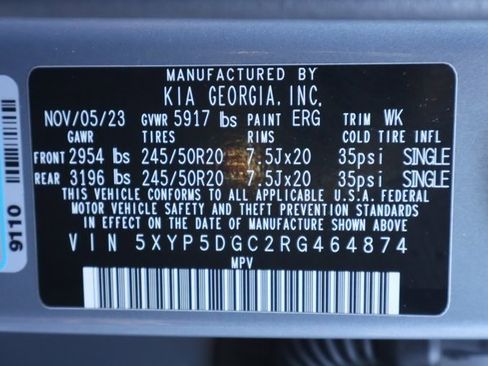 MANUFACTURED BY
KIA GEORGIA, INC,
NOV/05/23 GVWR 5917 lbs PAINT ERG TRIM WK
GAWR TIRES RIMS COLD TIRE INFL
FRONT 2954 lbs 245/50R20 7.5Jx20 35psi SINGLE
REAR 3196 lbs 245/50R20 7.5Jx20 35psi SINGLE
THIS VEHICLE CONFORMS TO ALL APPLICABLE U.S.A FEDERAL
MOTOR VEHICLE SAFETY AND THEFT PREVENTION STANDARDS
IN EFFECT ON THE DATE OF MANUFACTURE SHOWN ABOVE.
VIN 5XYP5DGC2RG464874
MPV
9110